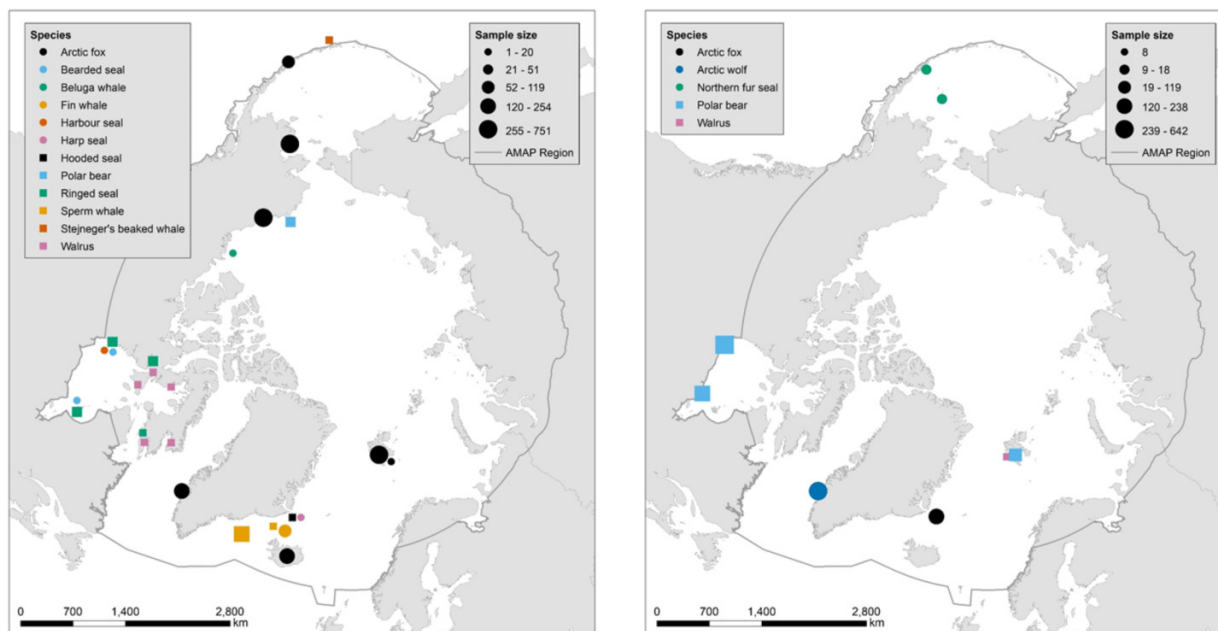 Species
Arctic fox
Bearded seal
Beluga whale
Fin whale
Harbour seal
Harp seal
Hooded seal
Polar bear
Ringed seal
Sperm whale
Stejneger's beaked whale
Walrus
Sample size
1 - 20
21 - 51
52 - 119
120 - 254
255 - 751
AMAP Region
0 700 1,400 2,800
km
Species
Arctic fox
Arctic wolf
Northern fur seal
Polar bear
Walrus
Sample size
8
9 - 18
19 - 119
120 - 238
239 - 642
AMAP Region
0 700 1,400 2,800
km